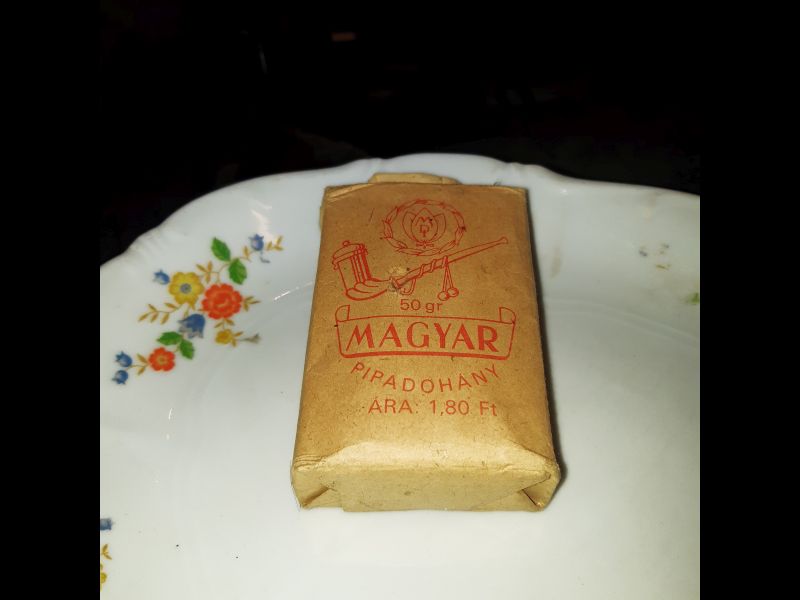 50 gr
MAGYAR
PIPADOHÁNY
ÁRA: 1,80 Ft